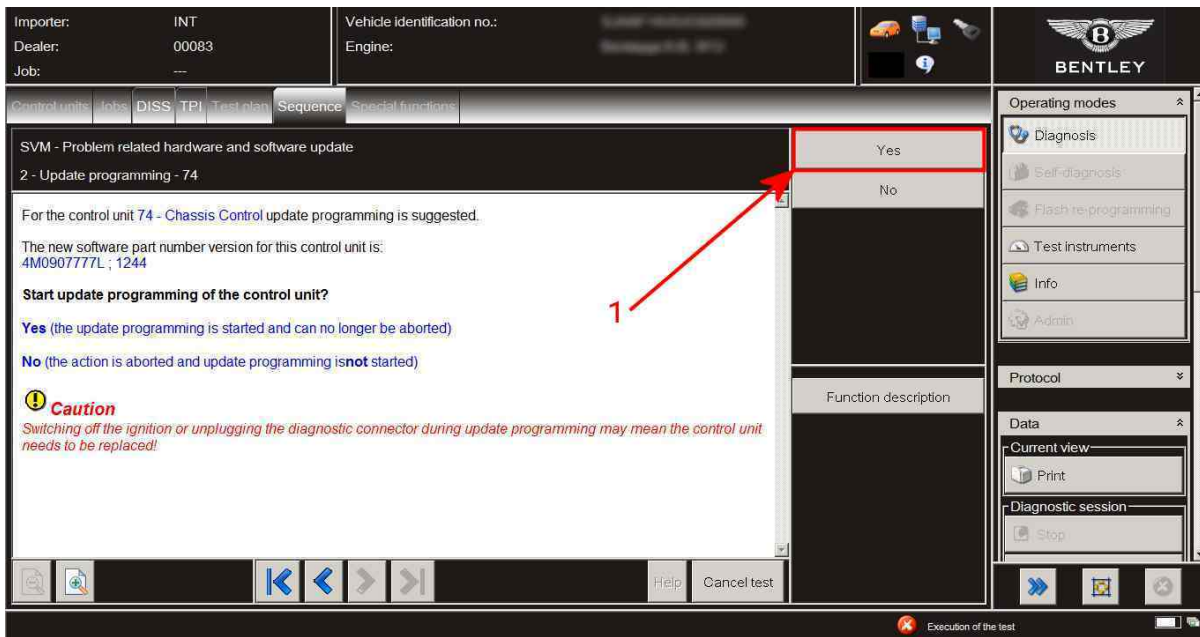 Importer: INT
Dealer: 00083
Job: ---
Vehicle identification no.:
Engine:
BENTLEY
Control units Jobs DISS TPI Test plan Sequence Special functions
SVM - Problem related hardware and software update
2 - Update programming - 74
For the control unit 74 - Chassis Control update programming is suggested.
The new software part number version for this control unit is:
4M0907777L ; 1244
Start update programming of the control unit?
Yes (the update programming is started and can no longer be aborted)
No (the action is aborted and update programming isnot started)
Caution
Switching off the ignition or unplugging the diagnostic connector during update programming may mean the control unit
needs to be replaced!
Yes
No
1
Function description
Help
Cancel test
Operating modes
Diagnosis
Self-diagnosis
Flash re-programming
Test instruments
Info
Admin
Protocol
Data
Current view
Print
Diagnostic session
Stop
Execution of the test